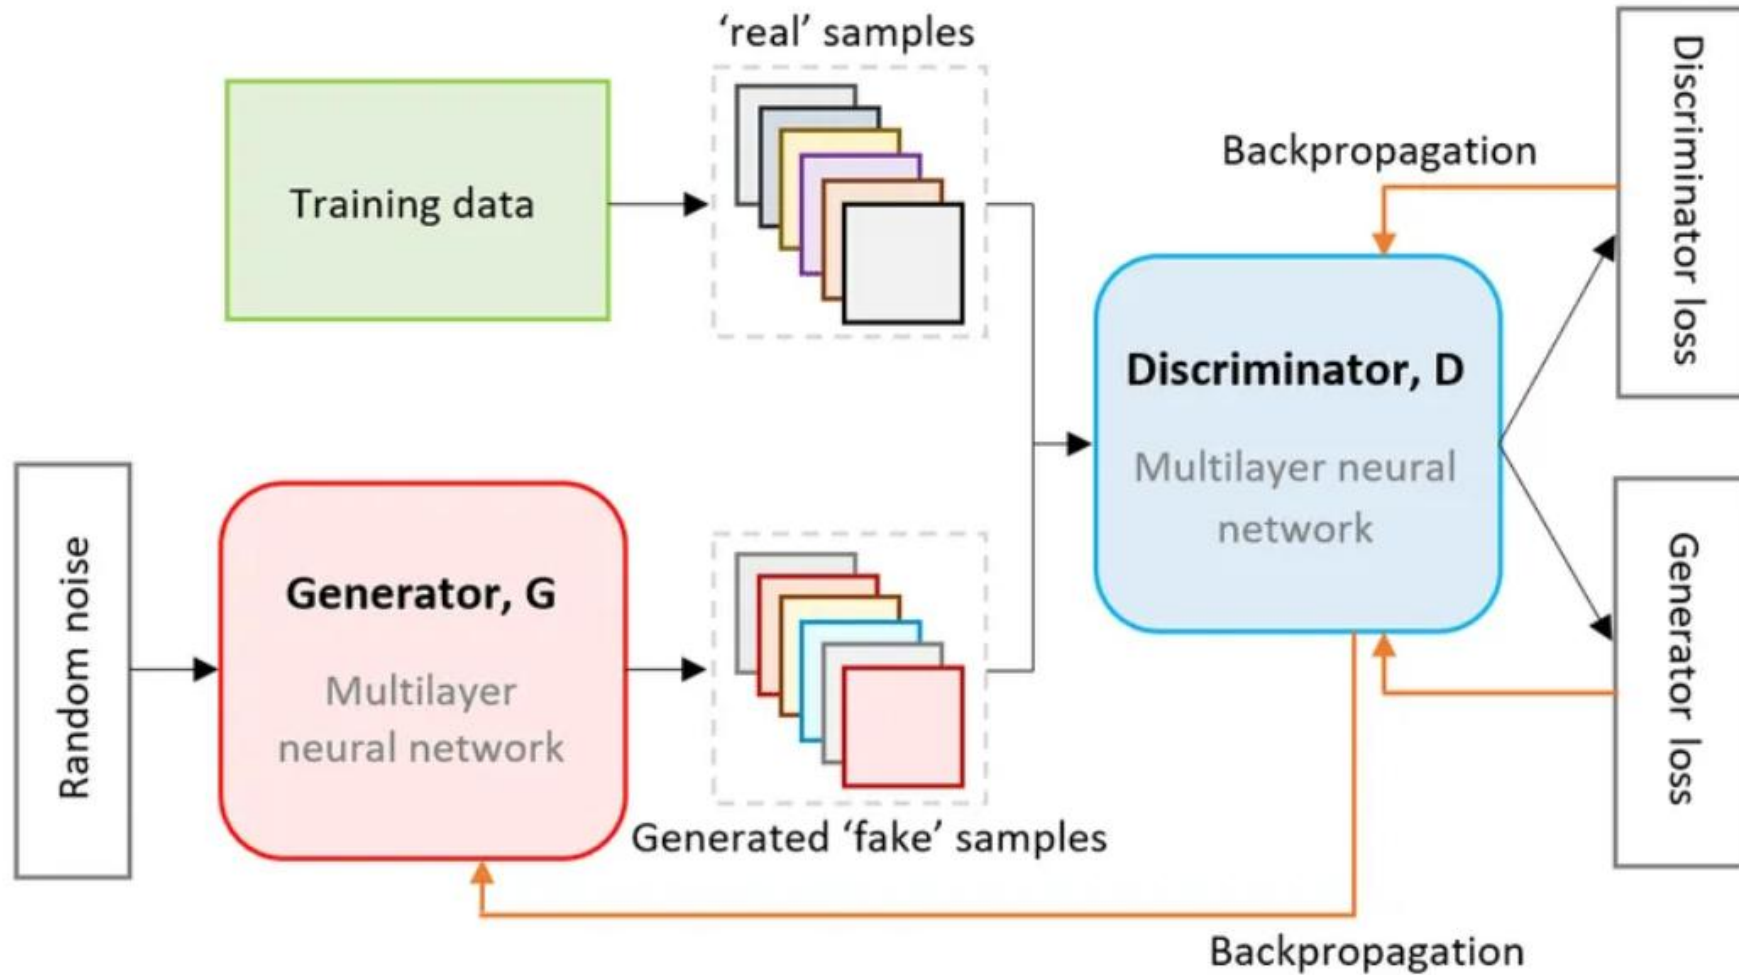 ‘real’ samples
Training data
Backpropagation
Discriminator loss
Discriminator, D
Multilayer neural
network
Random noise
Generator, G
Multilayer
neural network
Generated ‘fake’ samples
Generator loss
Backpropagation